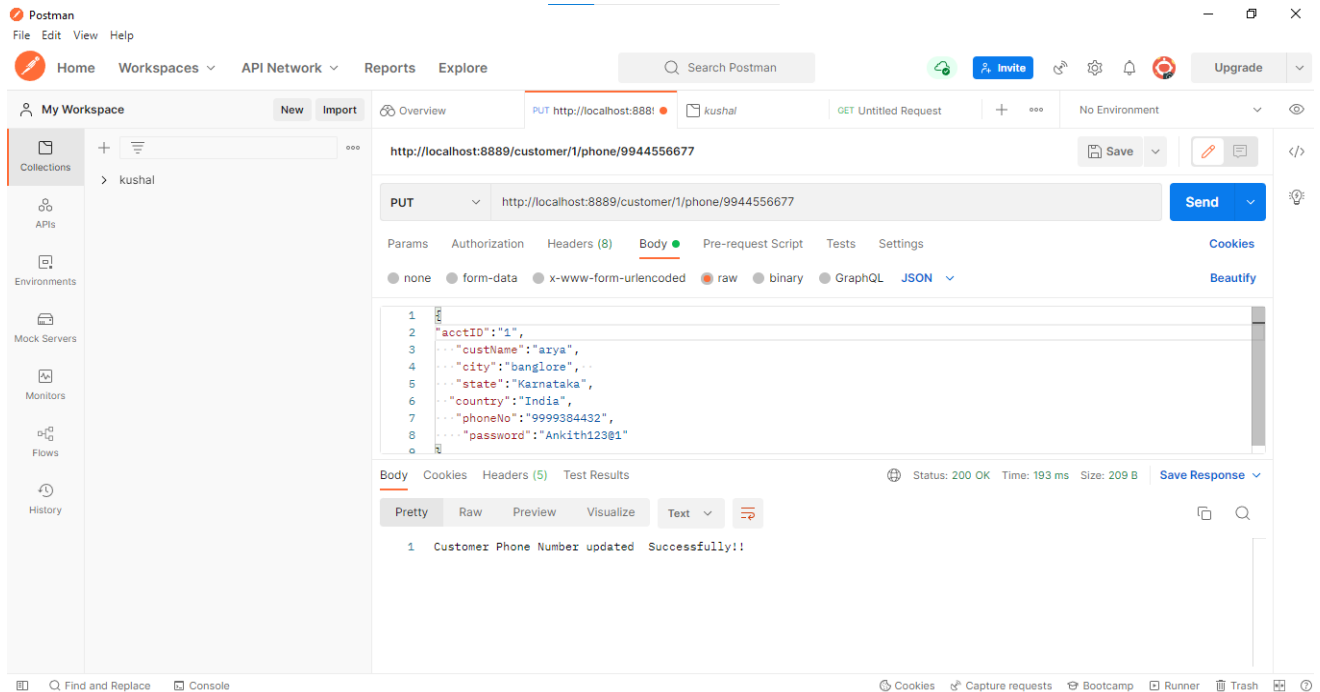 Postman
File Edit View Help
Home Workspaces API Network Reports Explore Search Postman Invite Upgrade
My Workspace New Import Overview PUT http://localhost:888 kushal GET Untitled Request No Environment
Collections
kushal
APIs
Environments
Mock Servers
Monitors
Flows
History
http://localhost:8889/customer/1/phone/9944556677 Save
PUT http://localhost:8889/customer/1/phone/9944556677 Send
Params Authorization Headers (8) Body Pre-request Script Tests Settings Cookies
none form-data x-www-form-urlencoded raw binary GraphQL JSON Beautify
1 {
2 "acctID":"1",
3 "custName":"arya",
4 "city":"banglore",
5 "state":"Karnataka",
6 "country":"India",
7 "phoneNo":"9999384432",
8 "password":"Ankith123@1"
9 }
Body Cookies Headers (5) Test Results Status: 200 OK Time: 193 ms Size: 209 B Save Response
Pretty Raw Preview Visualize Text
1 Customer Phone Number updated  Successfully!!
Find and Replace Console Cookies Capture requests Bootcamp Runner Trash